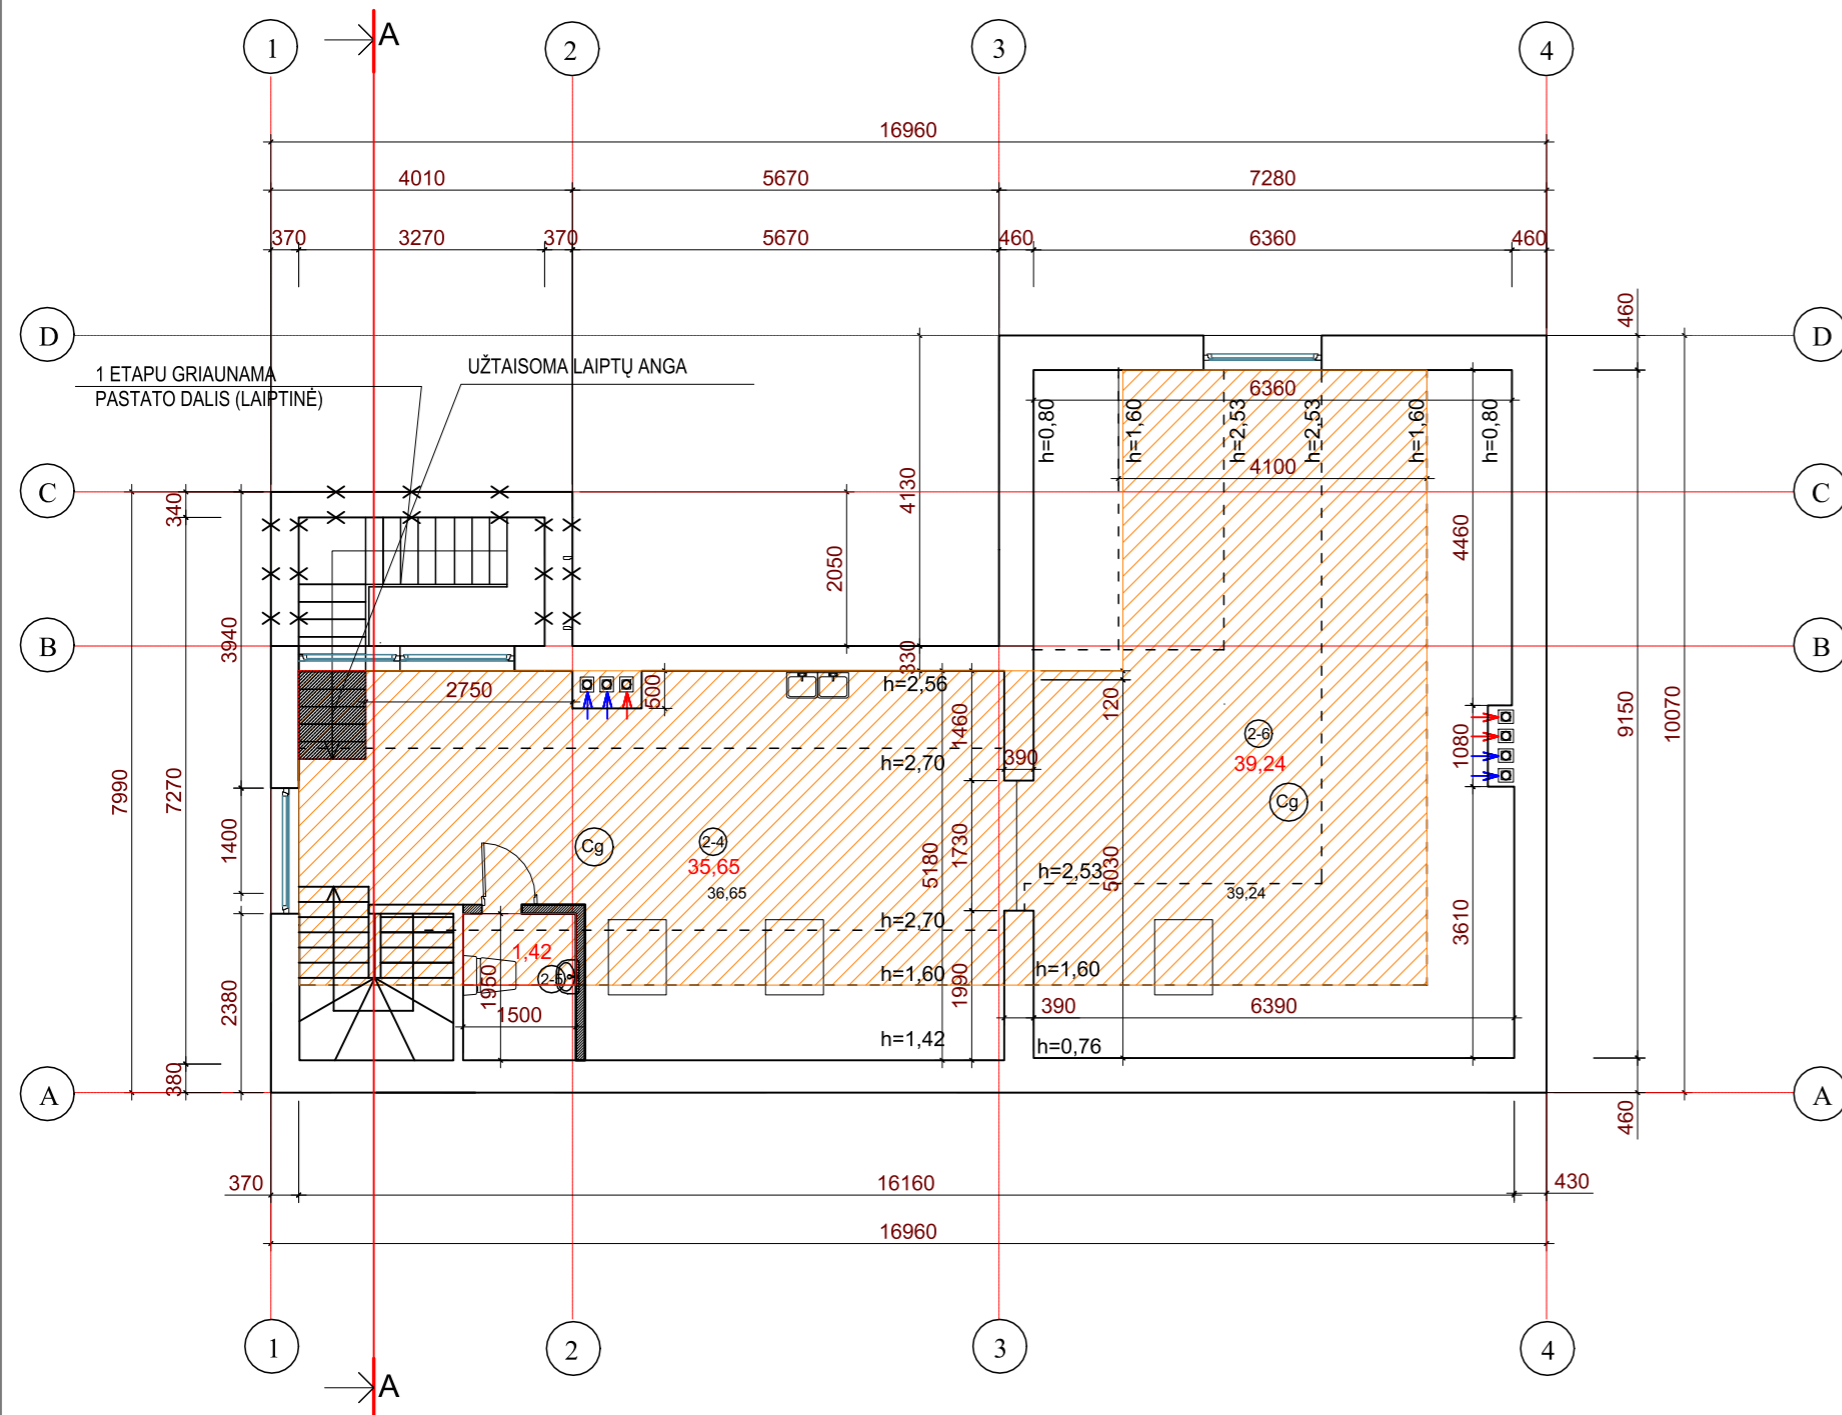 1
A
2
3
4
16960
4010
5670
7280
370
3270
370
5670
460
6360
460
D
460
D
1 ETAPU GRIAUNAMA
PASTATO DALIS (LAIPTINĖ)
UŽTAISOMA LAIPTŲ ANGA
6360
h=0,80
h=1,60
h=2,53
h=2,53
h=1,60
h=0,80
4100
C
340
4130
4460
C
2050
3940
B
330
B
2750
500
h=2,56
1460
120
9150
10070
h=2,70
390
2-6
39,24
1080
7990
7270
1400
Cg
2-4
35,65
36,65
5180
1730
Cg
h=2,53
5030
39,24
h=2,70
3610
1,42
2-5
1950
1500
h=1,60
1990
h=1,60
390
6390
2380
h=1,42
h=0,76
380
A
460
A
370
16160
430
16960
1
2
3
4
A